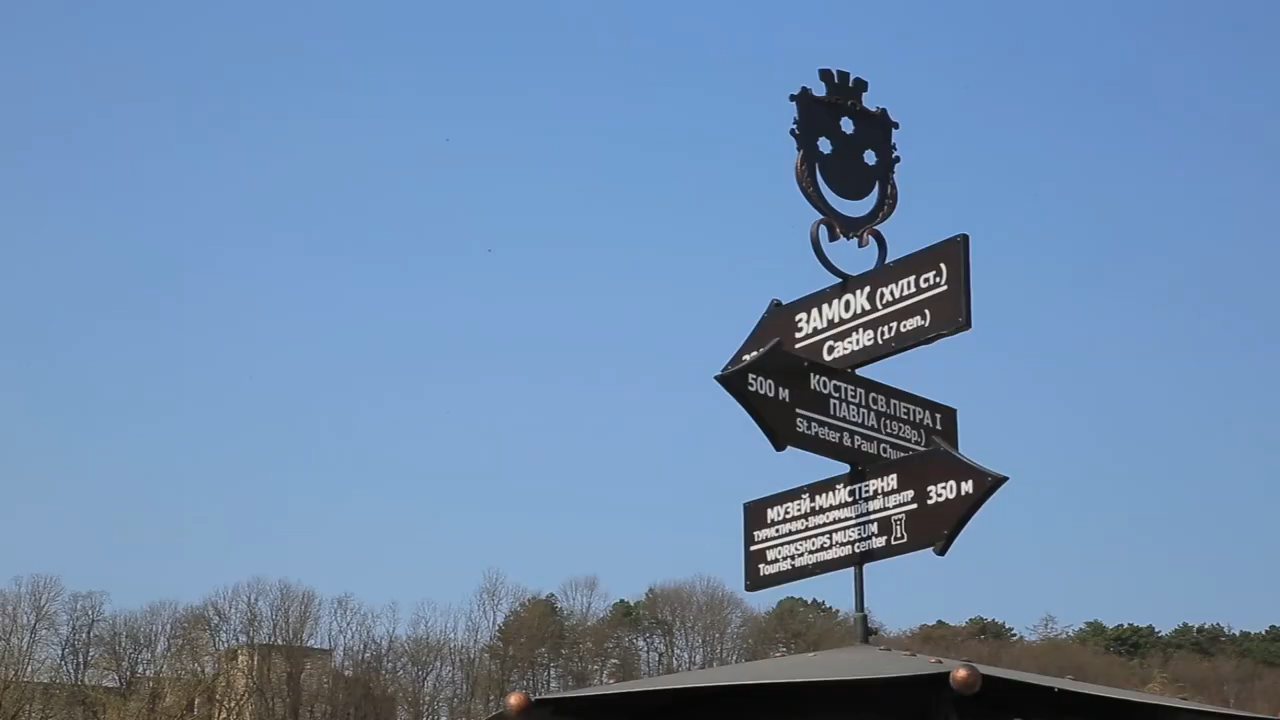 ЗАМОК (XVII ст.)
Castle (17 cen.)
500 м
КОСТЕЛ СВ.ПЕТРА І
ПАВЛА (1928р.)
St.Peter & Paul
МУЗЕЙ-МАЙСТЕРНЯ
ТУРИСТИЧНО-ІНФОРМАЦІЙНИЙ ЦЕНТР
350 м
WORKSHOPS MUSEUM
Tourist-information center
i